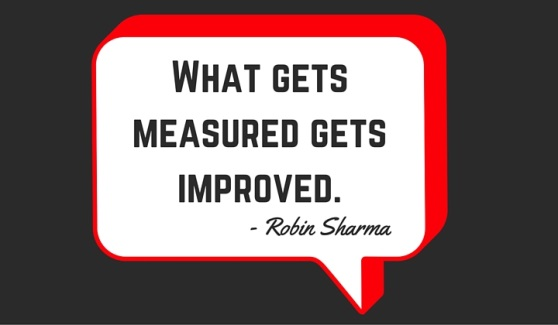 WHAT GETS
MEASURED GETS
IMPROVED.
- Robin Sharma